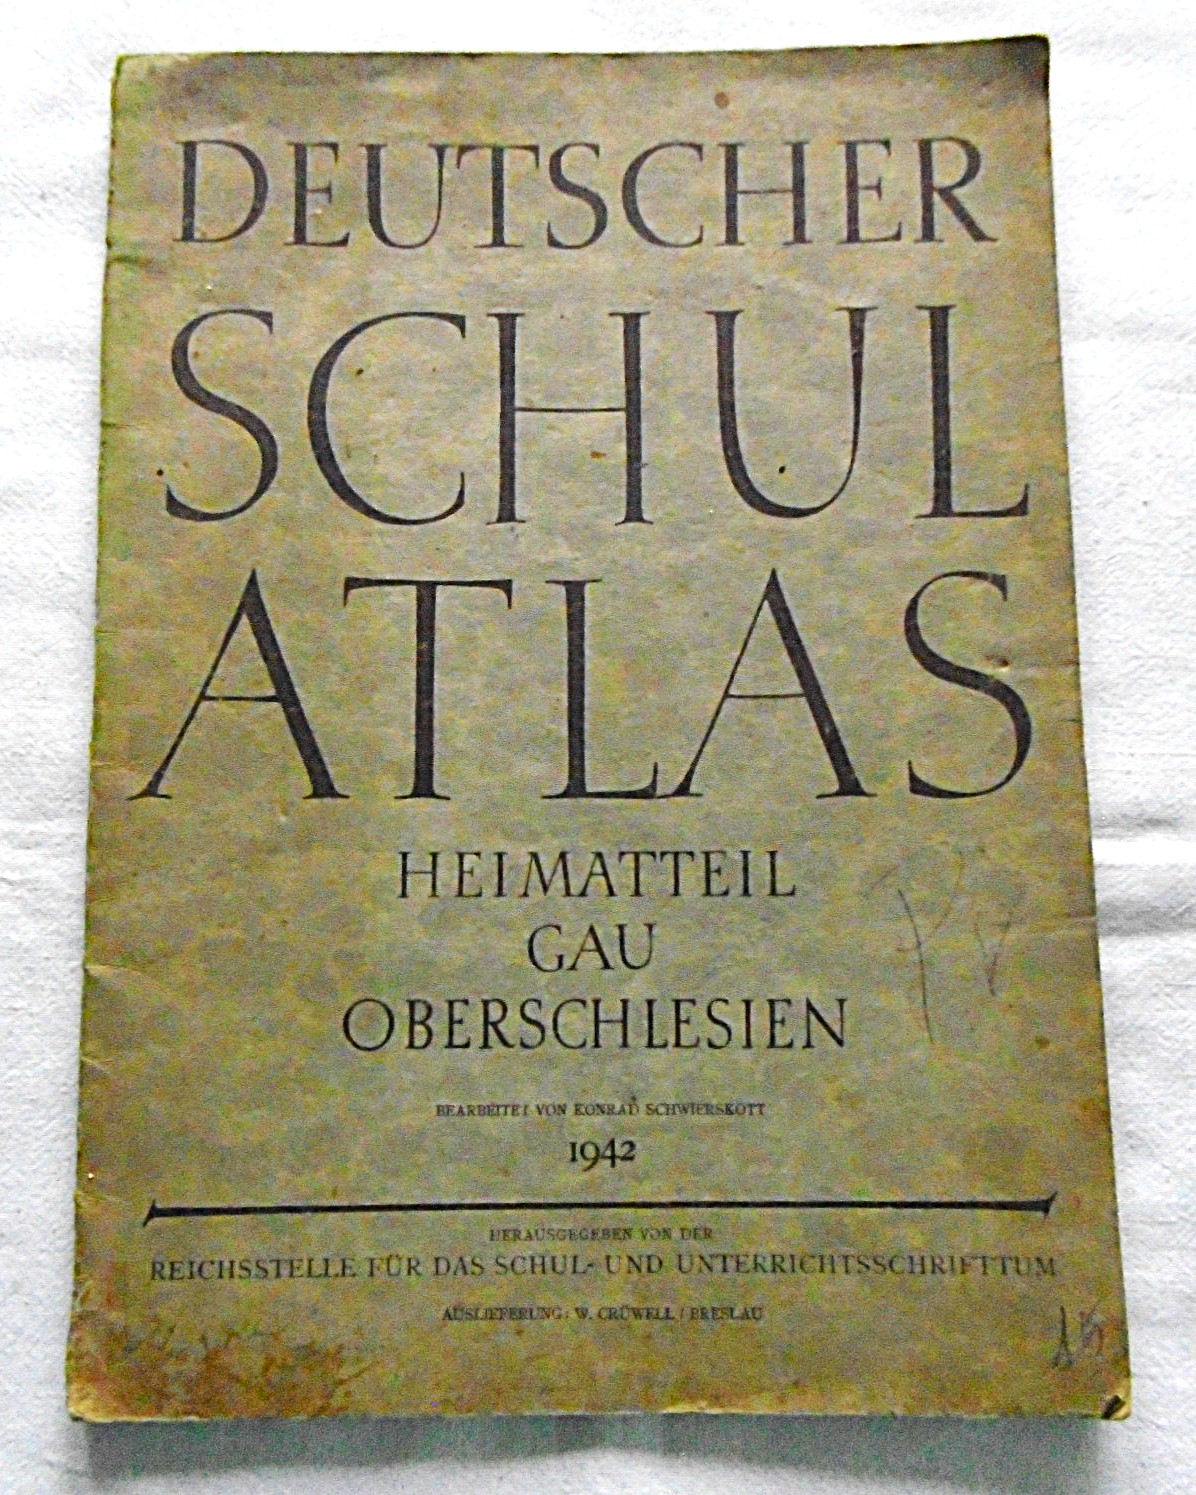 DEUTSCHER
SCHUL
ATLAS
HEIMATTEIL
GAU
OBERSCHLESIEN
BEARBEITET VON KONRAD SCHWIERSKOTT
1942
HERAUSGEGEBEN VON DER
REICHSSTELLE FÜR DAS SCHUL- UND UNTERRICHTSSCHRIFTTUM
AUSLIEFERUNG: W. CRÜWELL / BRESLAU